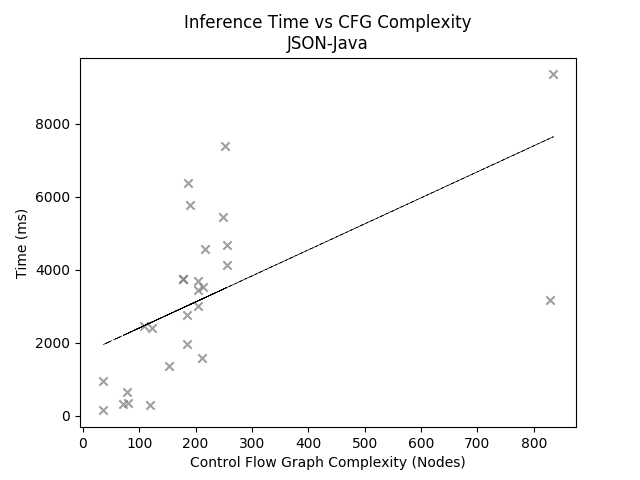 Inference Time vs CFG Complexity
JSON-Java
Time (ms)
8000
6000
4000
2000
0
0 100 200 300 400 500 600 700 800
Control Flow Graph Complexity (Nodes)